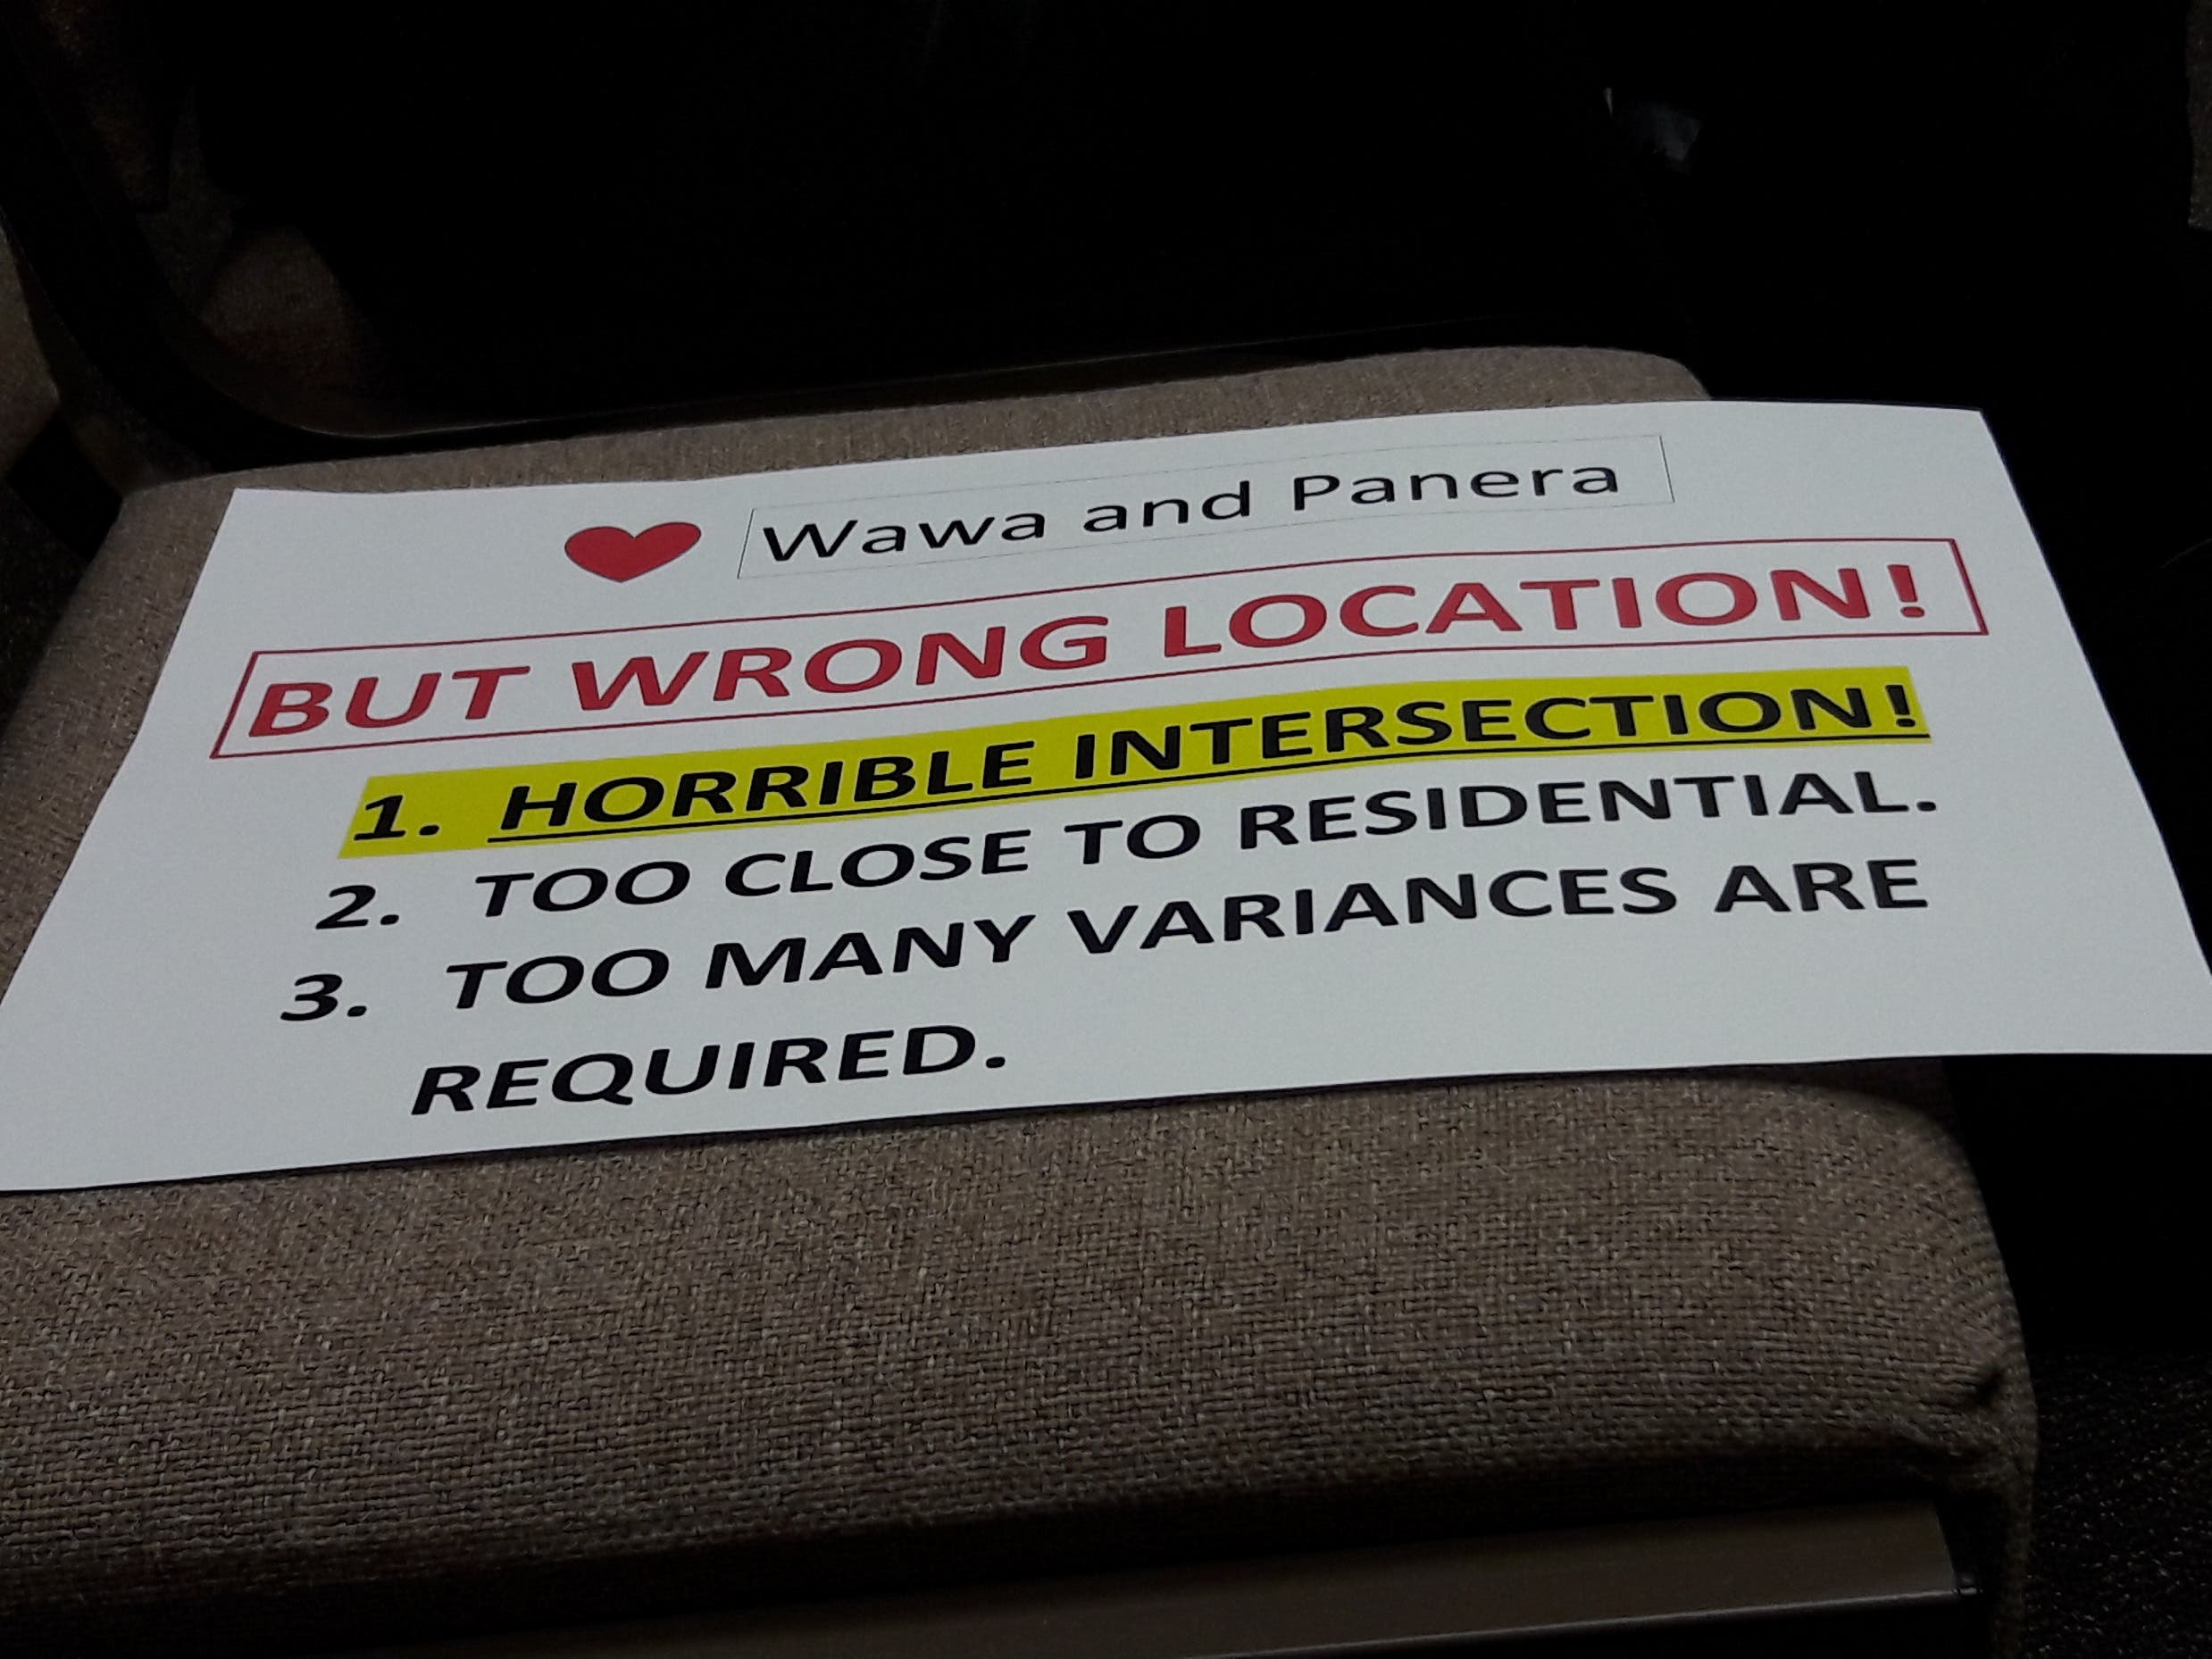 Wawa and Panera
BUT WRONG LOCATION!
1. HORRIBLE INTERSECTION!
2. TOO CLOSE TO RESIDENTIAL.
3. TOO MANY VARIANCES ARE
REQUIRED.